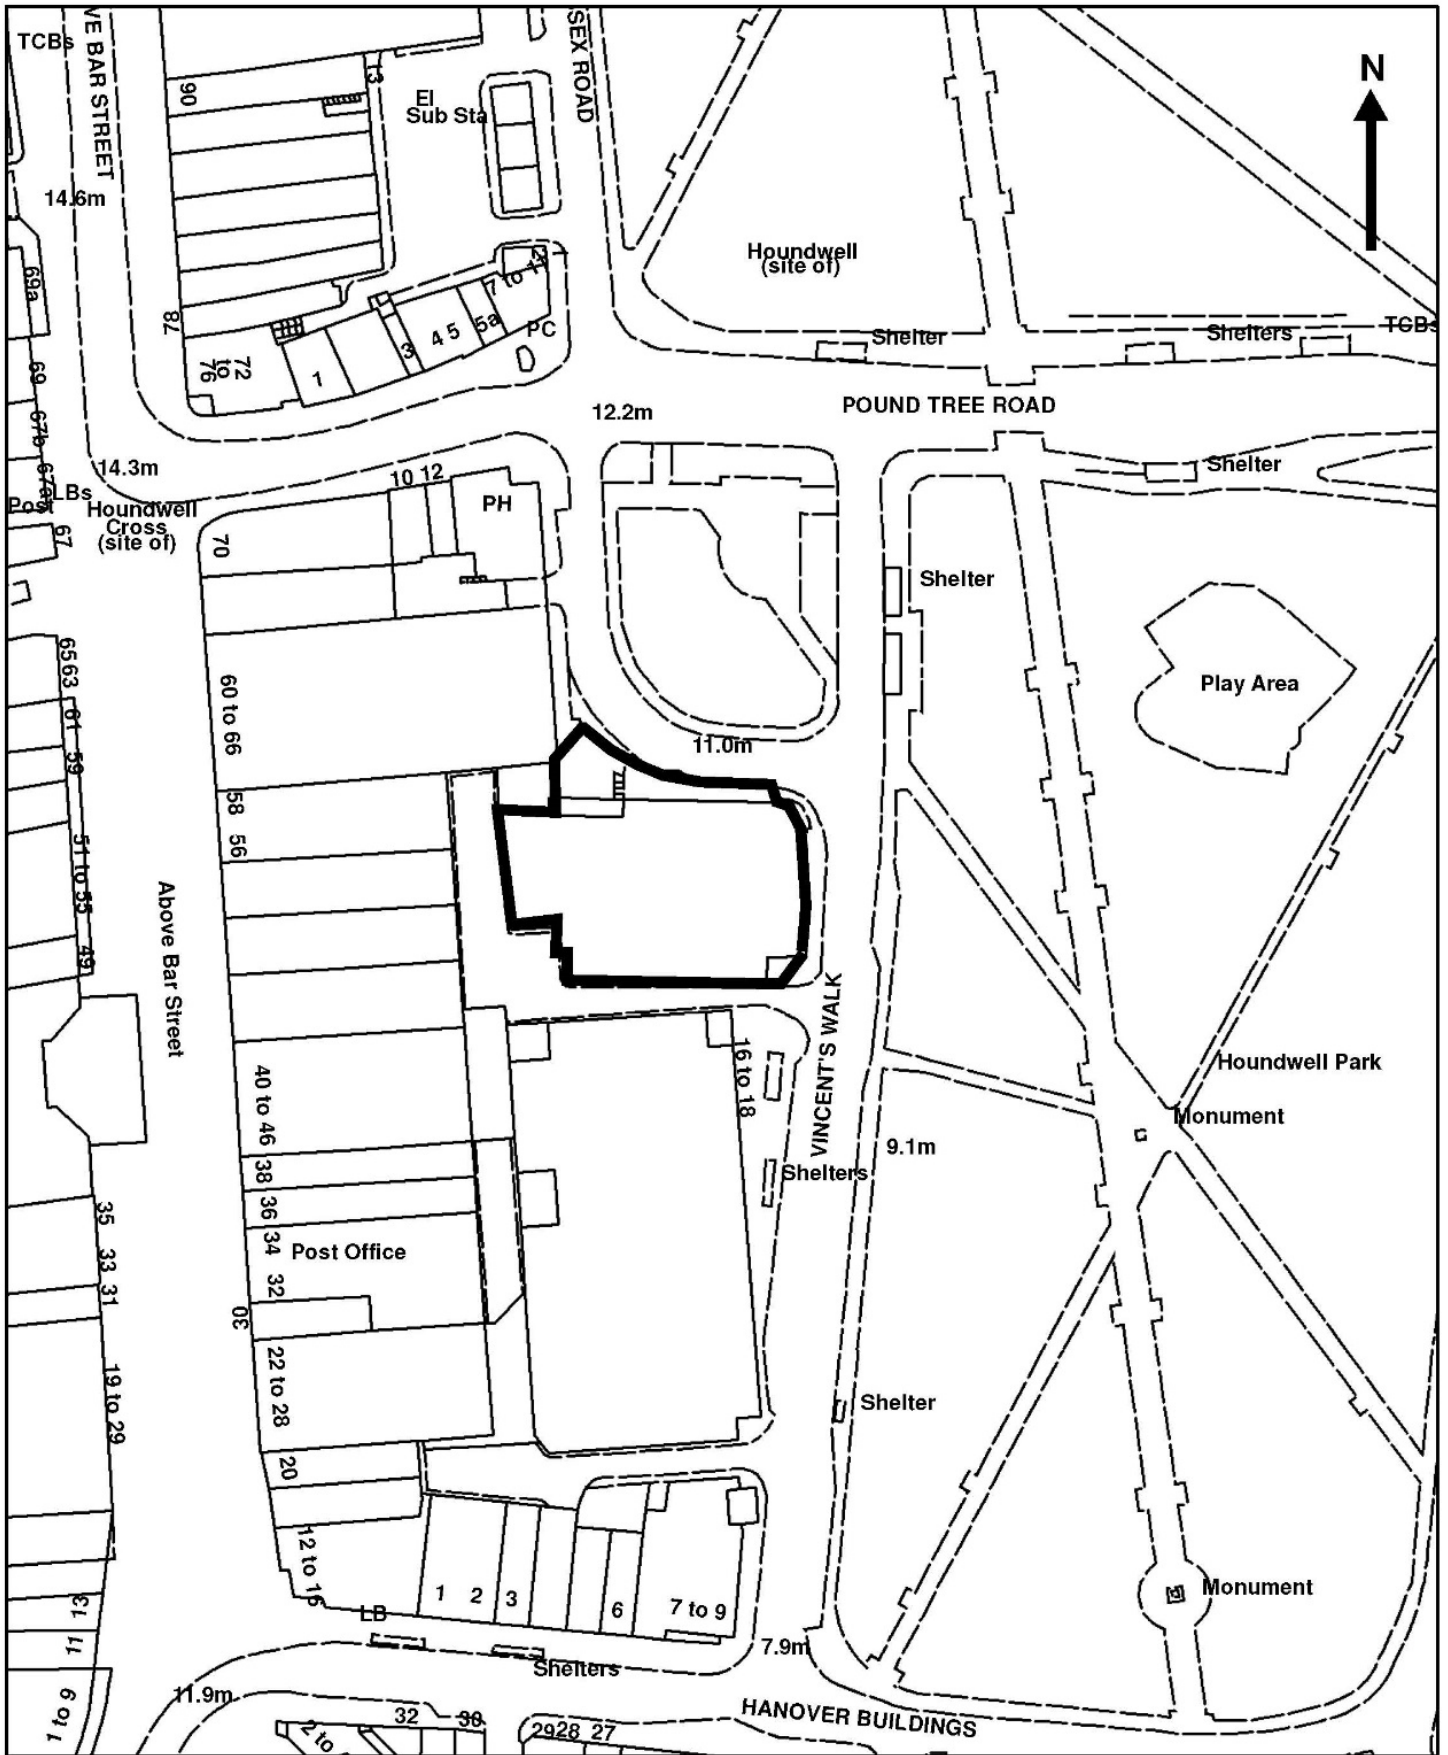 TCBs
VE BAR STREET
SEX ROAD
N
90
13
El
Sub Sta
14.6m
Houndwell
(site of)
69a
7 to 11
87
4 5
5a
PC
3
Shelter
Shelters
TCBs
69
72
to
76
1
12.2m
POUND TREE ROAD
67b
14.3m
10 12
Shelter
67a
LBs
Pos
PH
Houndwell
Cross
(site of)
67
70
Shelter
65
63
Play Area
60 to 66
61
11.0m
59
58
56
51 to 55
Above Bar Street
49
VINCENT'S WALK
16 to 18
Houndwell Park
40 to 46
Monument
9.1m
38
Shelters
36
35
34
Post Office
33
32
31
30
22 to 28
19 to 29
Shelter
20
12 to 16
1
2
3
6
7 to 9
Monument
13
LB
11
7.9m
Shelters
1 to 9
11.9m
32
30
HANOVER BUILDINGS
2 to
29
28
27